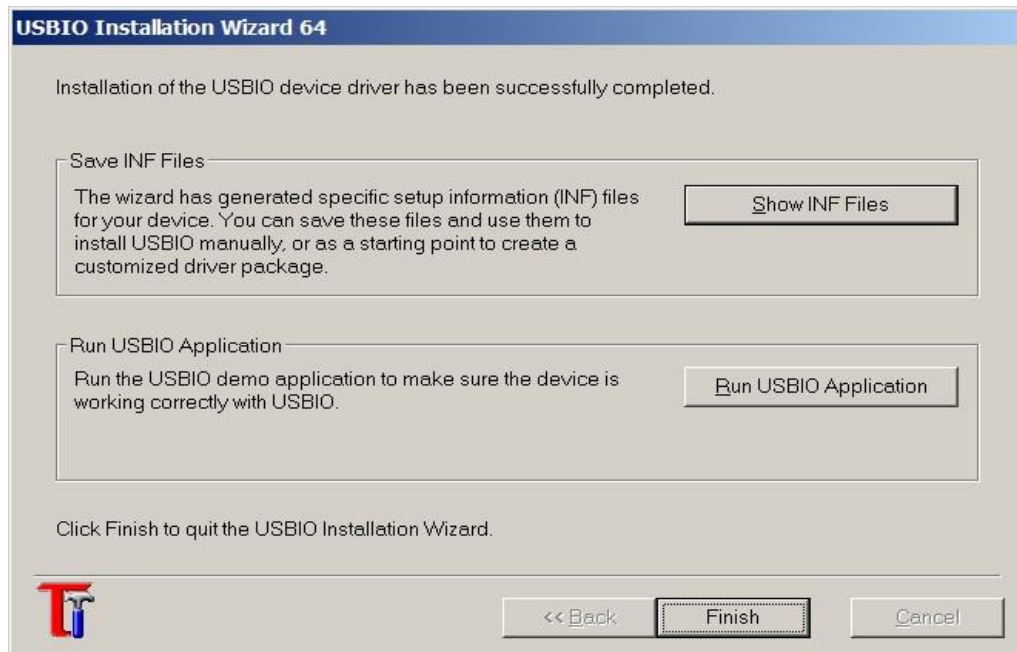 USBIO Installation Wizard 64
Installation of the USBIO device driver has been successfully completed.
Save INF Files
The wizard has generated specific setup information (INF) files
for your device. You can save these files and use them to
install USBIO manually, or as a starting point to create a
customized driver package.
Show INF Files
Run USBIO Application
Run the USBIO demo application to make sure the device is
working correctly with USBIO.
Run USBIO Application
Click Finish to quit the USBIO Installation Wizard.
<< Back
Finish
Cancel